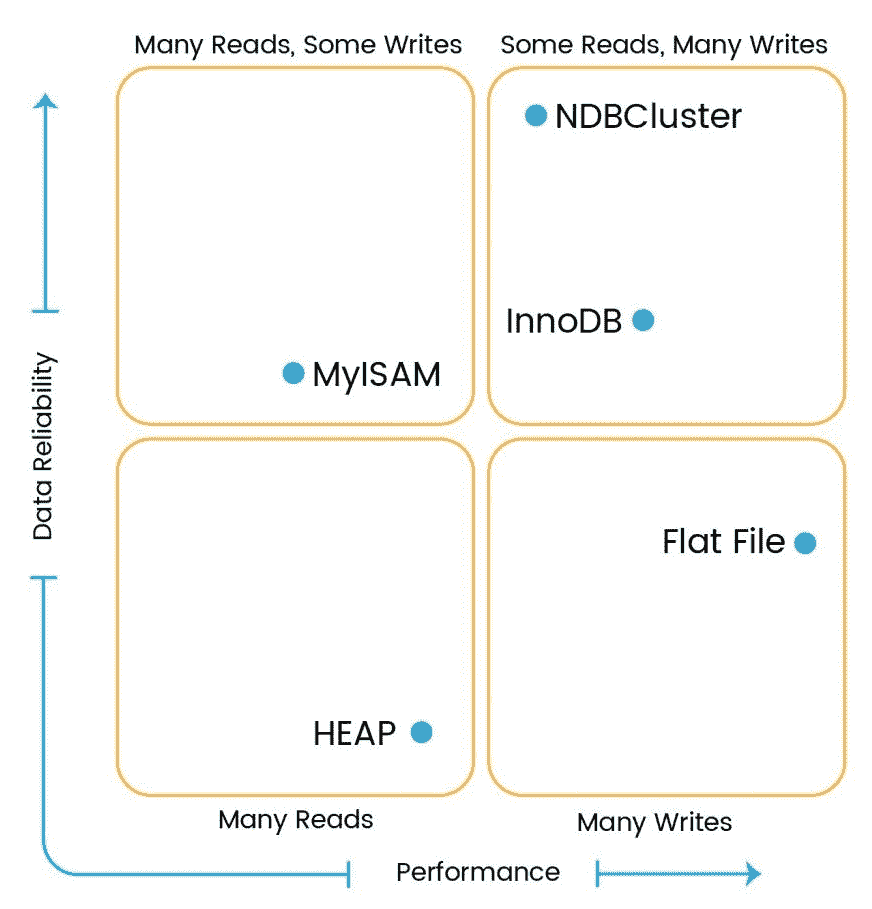 Many Reads, Some Writes
Some Reads, Many Writes
NDBCluster
InnoDB
MyISAM
Data Reliability
Flat File
HEAP
Many Reads
Many Writes
Performance